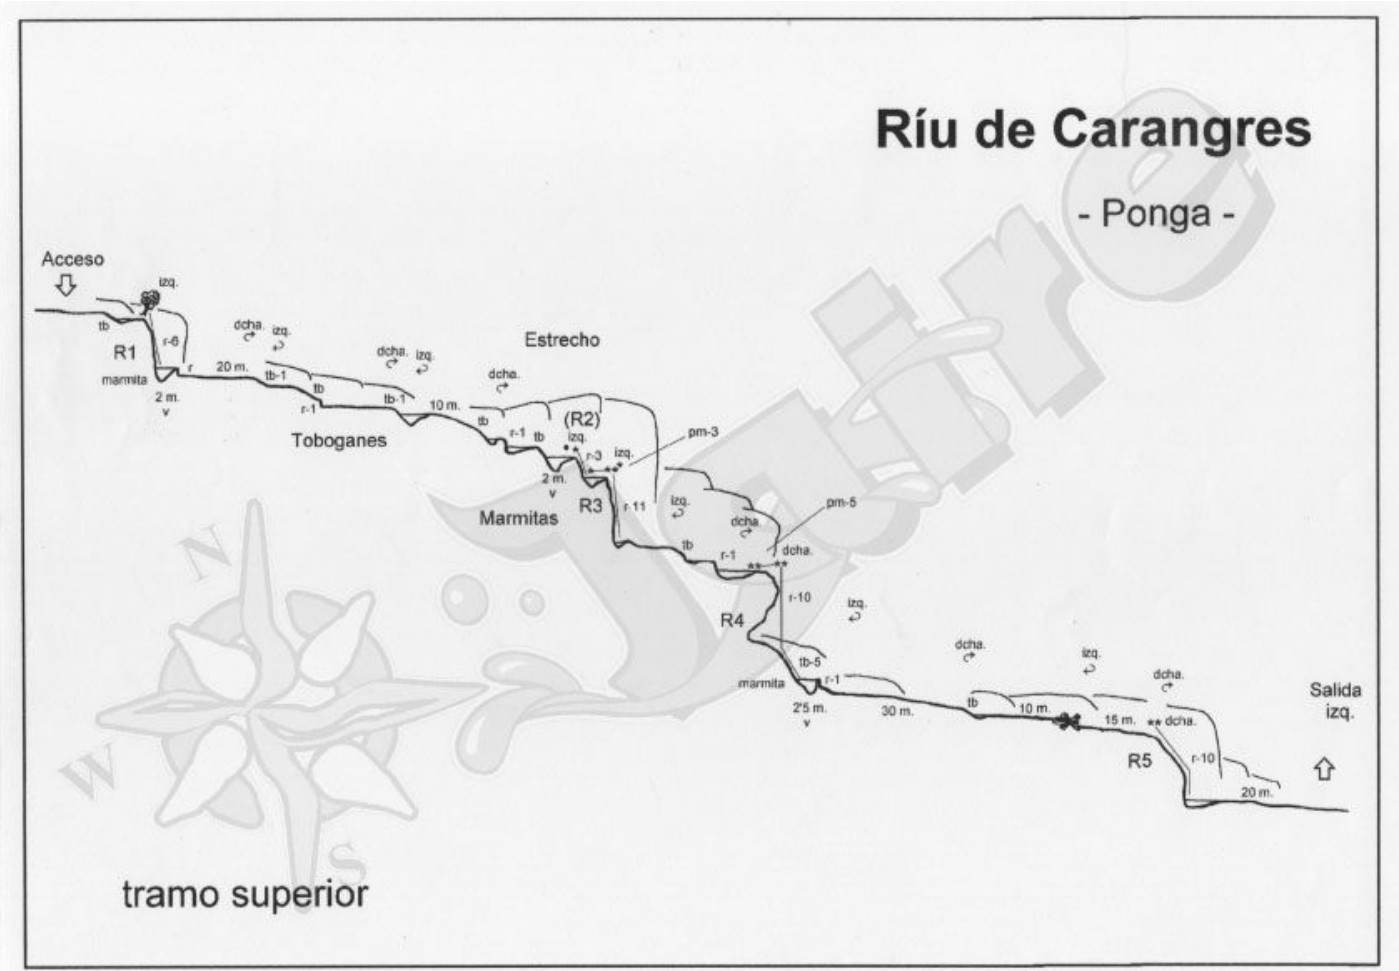 Ríu de Carangres
- Ponga -
Acceso
izq.
tb
R1
r-6
marmita
r
2 m.
v
20 m.
dcha.
izq.
tb-1
tb
r-1
Toboganes
dcha.
izq.
tb-1
10 m.
Estrecho
dcha.
tb
r-1
tb
(R2)
izq.
r-3
izq.
pm-3
2 m.
v
Marmitas
R3
r-11
izq.
dcha.
pm-5
tb
r-1
dcha.
r-10
R4
tb-5
marmita
r-1
2'5 m.
v
izq.
30 m.
dcha.
tb
10 m.
izq.
15 m.
dcha.
dcha.
R5
r-10
20 m.
Salida
izq.
N
W
S
tramo superior